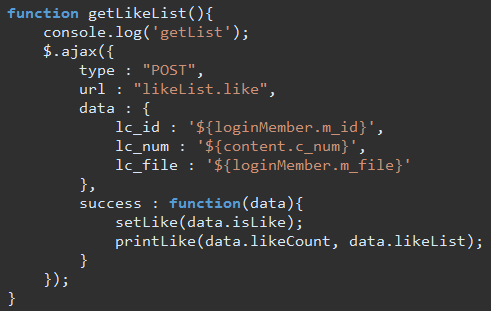 function getLikeList(){
    console.log('getList');
    $.ajax({
        type : "POST",
        url : "likeList.like",
        data : {
            lc_id : '${loginMember.m_id}',
            lc_num : '${content.c_num}',
            lc_file : '${loginMember.m_file}'
        },
        success : function(data){
            setLike(data.isLike);
            printLike(data.likeCount, data.likeList);
        }
    });
}